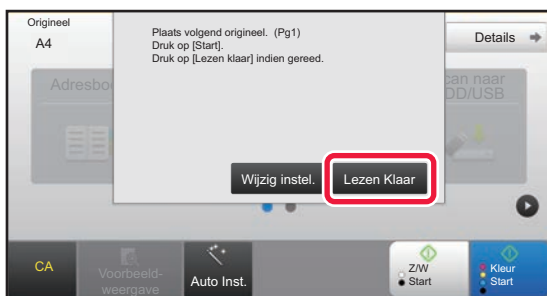 Origineel
A4
Plaats volgend origineel. (Pg1)
Druk op [Start].
Druk op [Lezen klaar] indien gereed.
Details
Adresbo
can naar
DD/USB
Wijzig instel.
Lezen Klaar
CA
Voorbeeld-
weergave
Auto Inst.
Z/W
Start
Kleur
Start